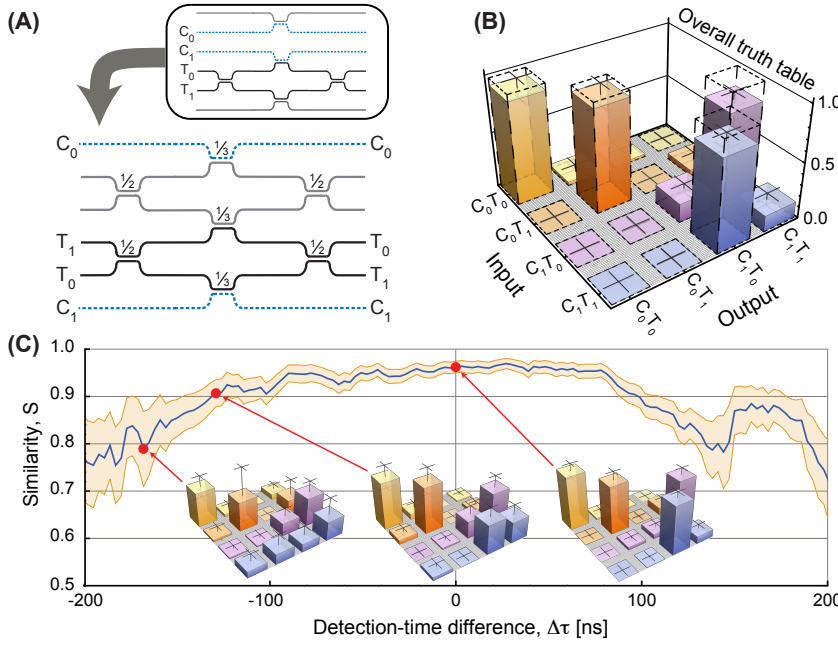 (A)
C₀
C₁
T₀
T₁
C₀ 1/3 C₀
1/2 1/2
1/3
T₁ 1/2 1/2 T₀
T₀ T₁
1/3
C₁ C₁
(B)
Overall truth table
1.0
0.5
0.0
C₀T₀
C₀T₁
C₁T₀
C₁T₁
Input
C₀T₀
C₀T₁
C₁T₀
C₁T₁
Output
(C)
Similarity, S
1.0
0.9
0.8
0.7
0.6
0.5
-200 -100 0 100 200
Detection-time difference, Δτ [ns]